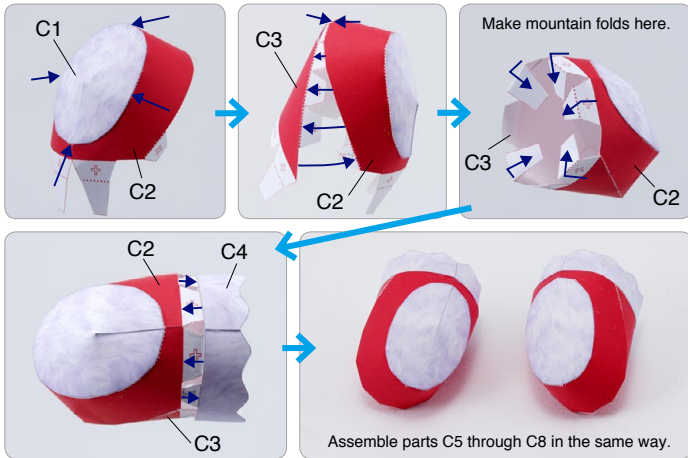 C1
C2
C3
C2
Make mountain folds here.
C3
C2
C2
C4
C3
Assemble parts C5 through C8 in the same way.